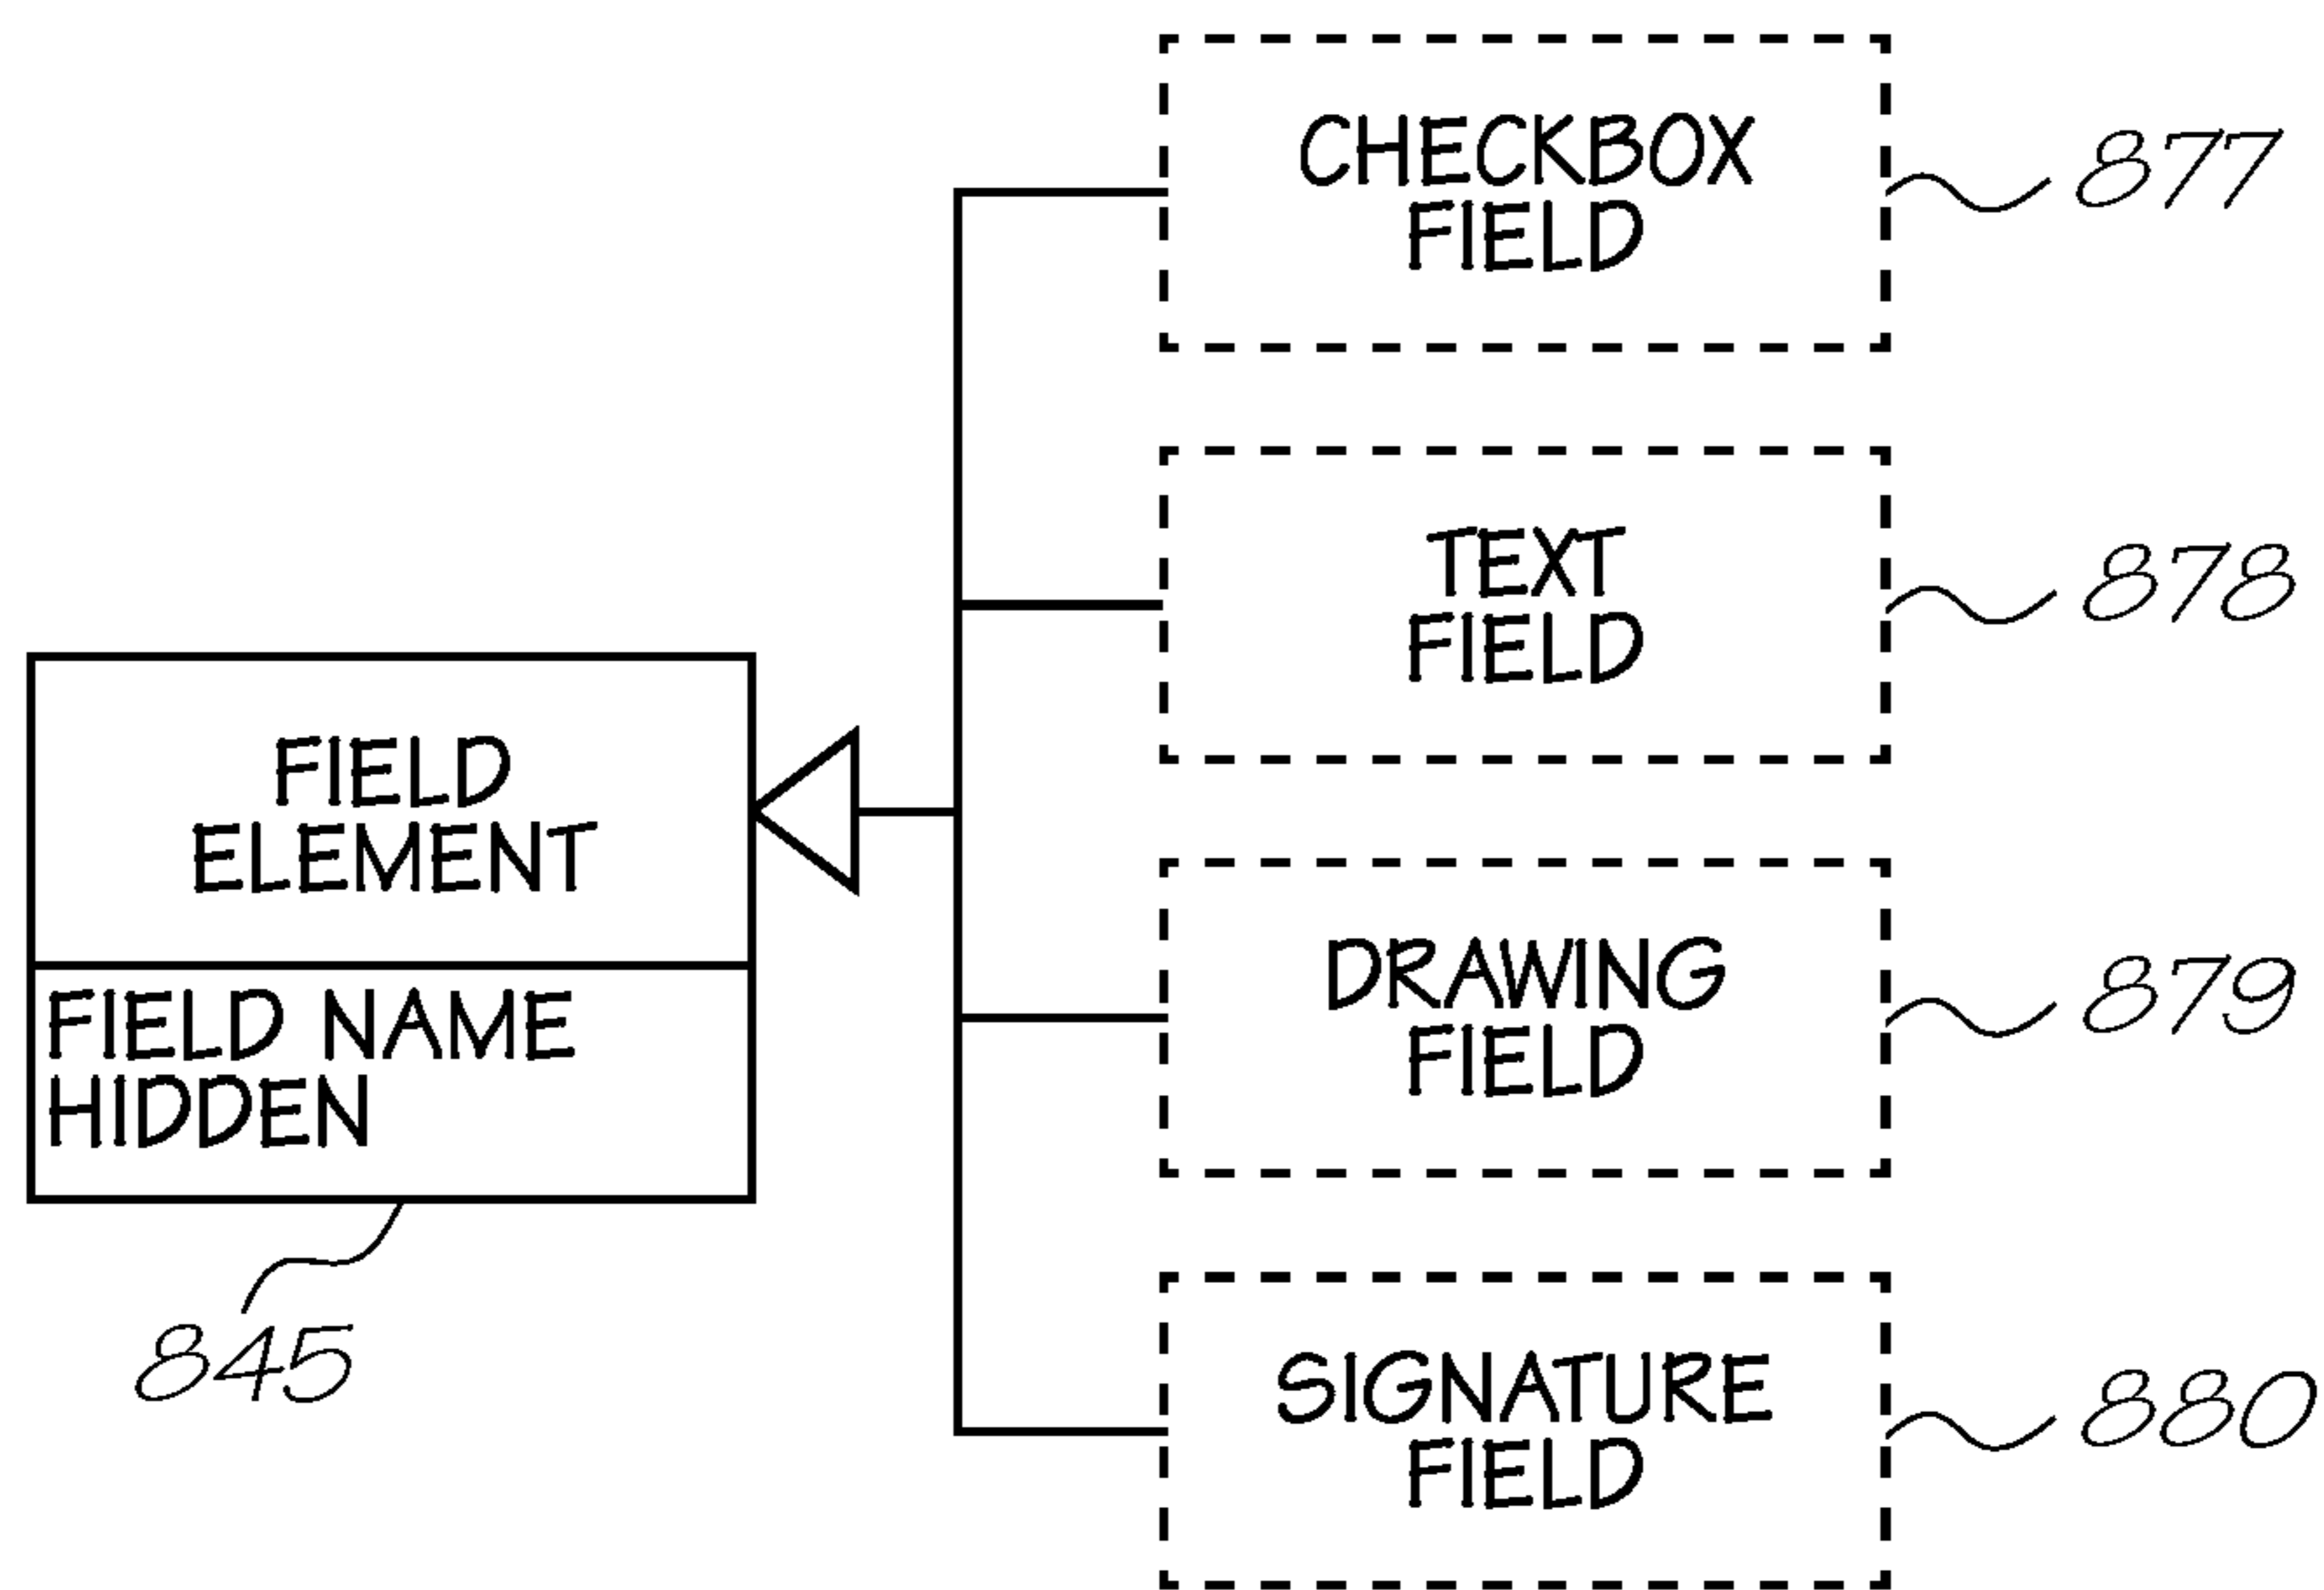 CHECKBOX
FIELD
877
TEXT
FIELD
878
FIELD
ELEMENT
FIELD NAME
HIDDEN
845
DRAWING
FIELD
879
SIGNATURE
FIELD
880